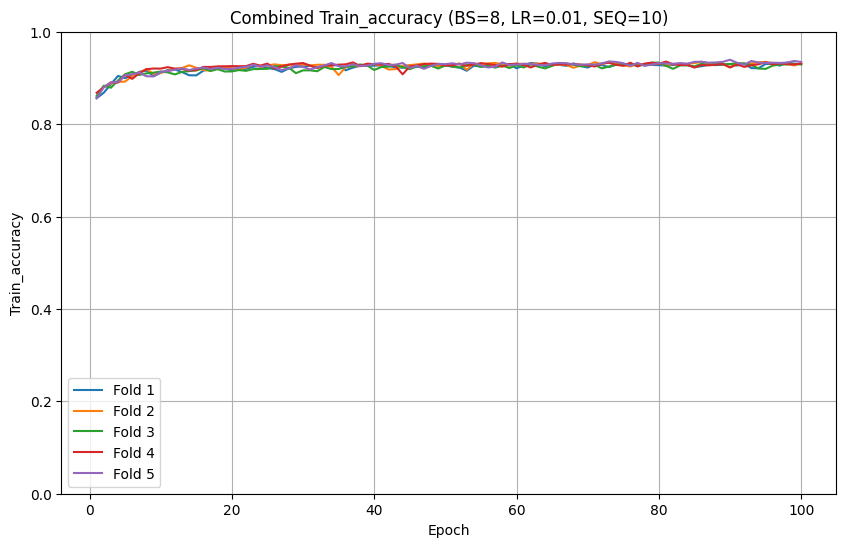 Combined Train_accuracy (BS=8, LR=0.01, SEQ=10)
1.0
0.8
0.6
0.4
0.2
0.0
Train_accuracy
Fold 1
Fold 2
Fold 3
Fold 4
Fold 5
0 20 40 60 80 100
Epoch